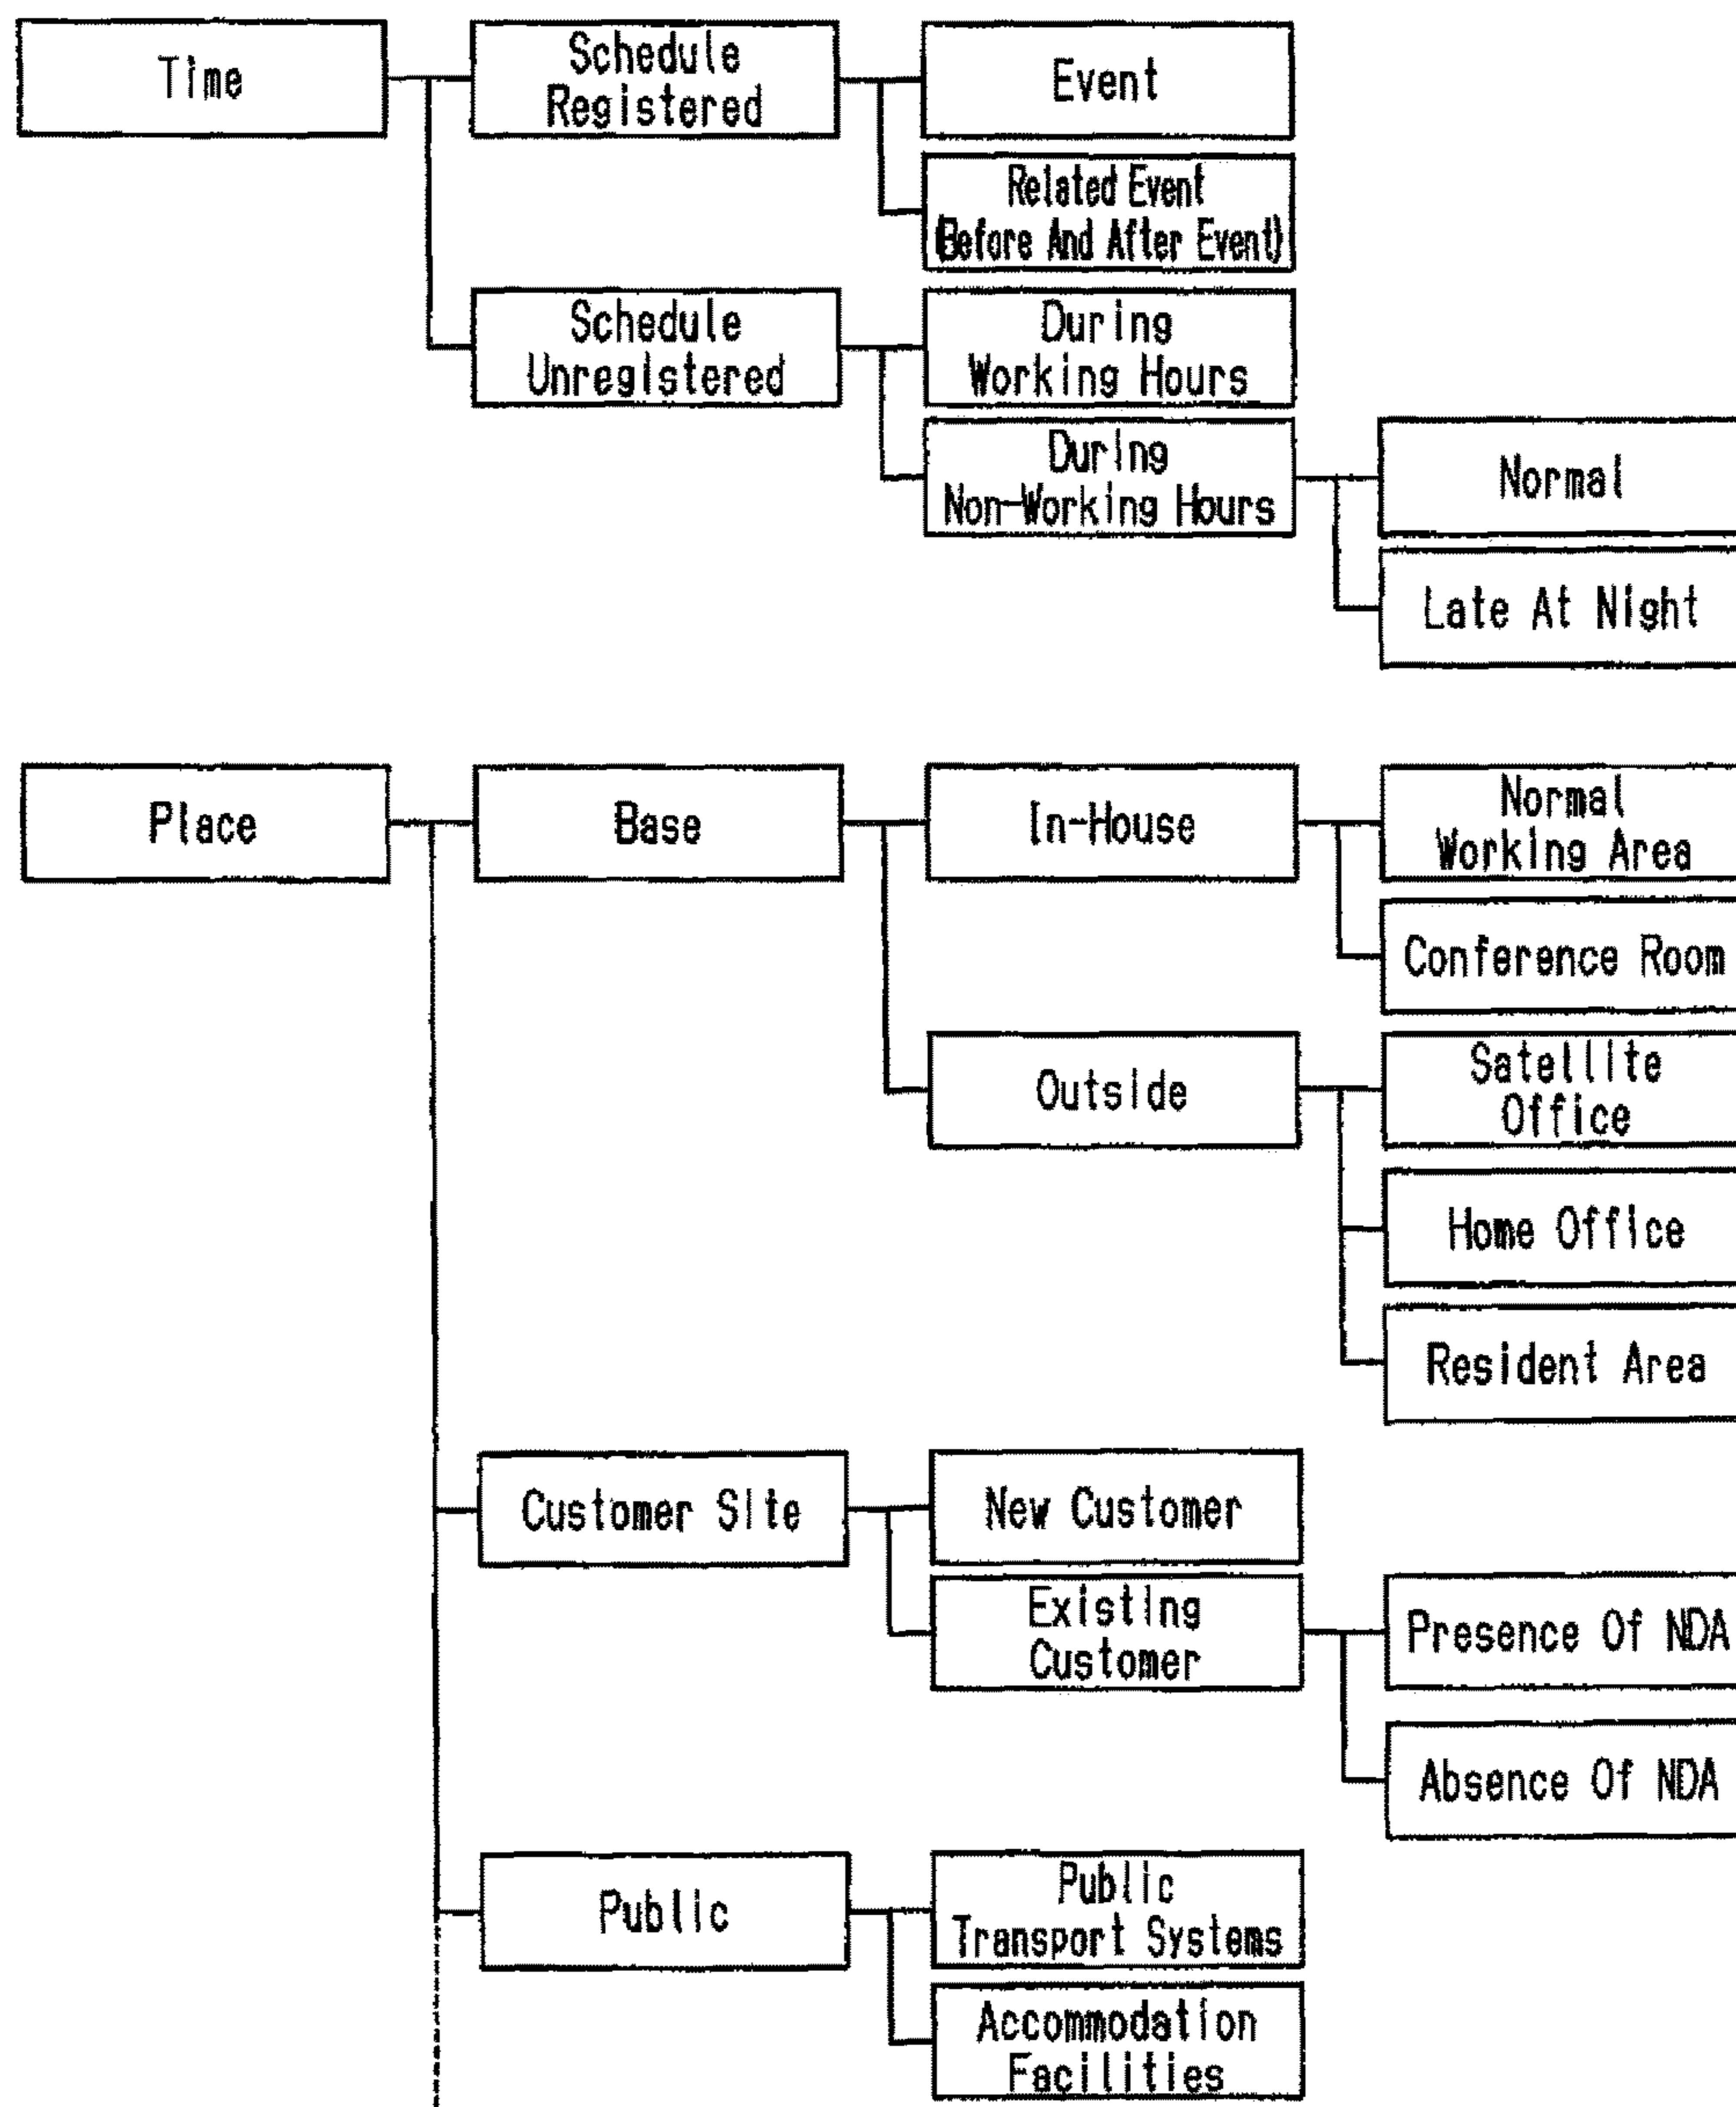 Time
Schedule
Registered
Event
Related Event
(Before And After Event)
Schedule
Unregistered
During
Working Hours
During
Non-Working Hours
Normal
Late At Night
Place
Base
In-House
Normal
Working Area
Conference Room
Outside
Satellite
Office
Home Office
Resident Area
Customer Site
New Customer
Existing
Customer
Presence Of NDA
Absence Of NDA
Public
Public
Transport Systems
Accommodation
Facilities